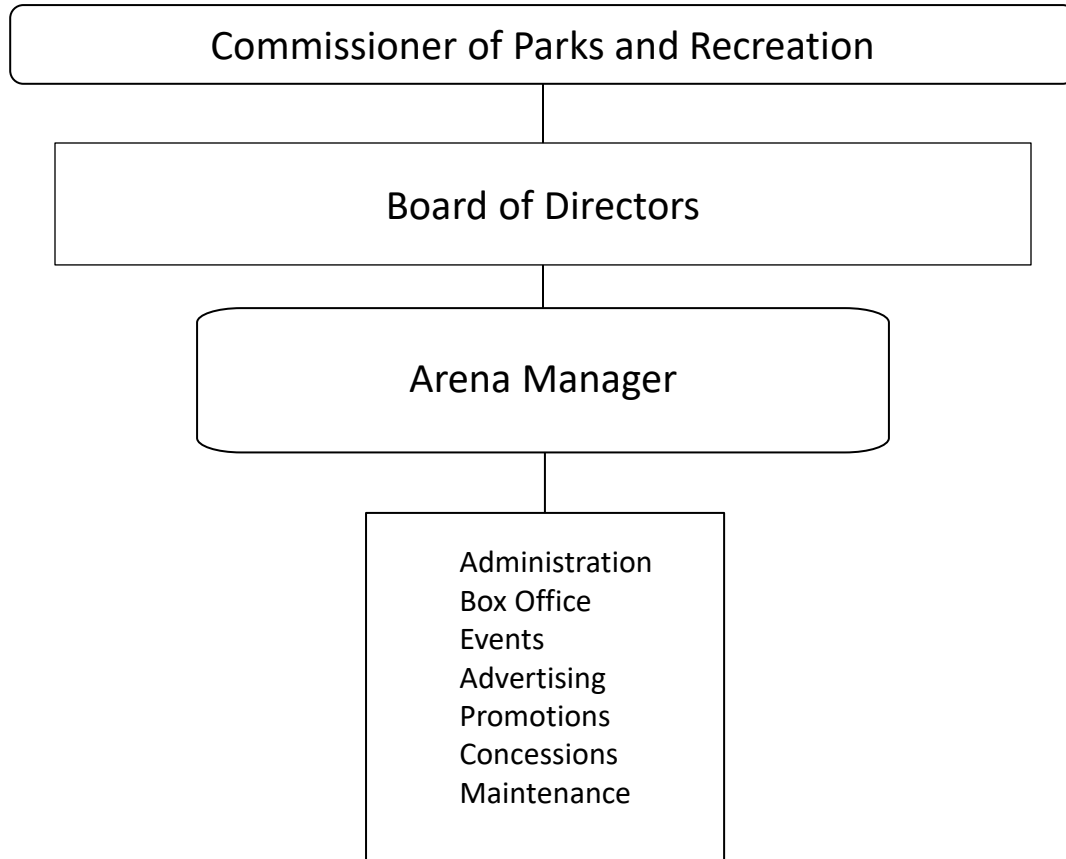 Commissioner of Parks and Recreation
Board of Directors
Arena Manager
Administration
Box Office
Events
Advertising
Promotions
Concessions
Maintenance